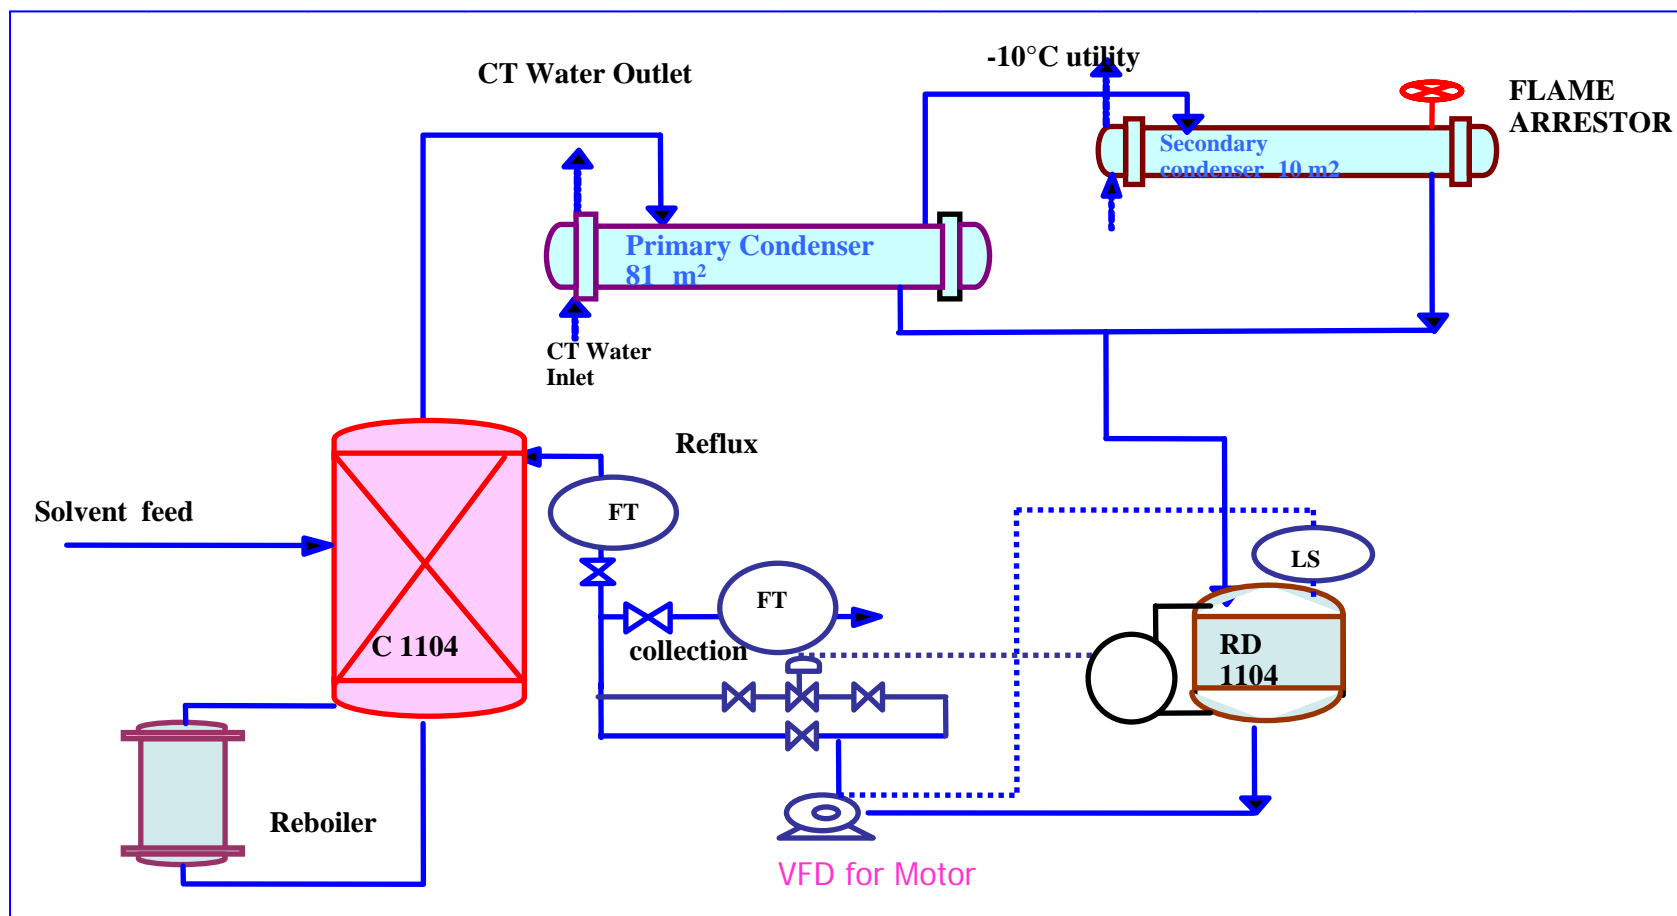 -10°C utility
CT Water Outlet
FLAME
ARRESTOR
Secondary
condenser 10 m2
Primary Condenser
81 m²
CT Water
Inlet
Reflux
Solvent feed
FT
LS
FT
C 1104
collection
RD
1104
Reboiler
VFD for Motor